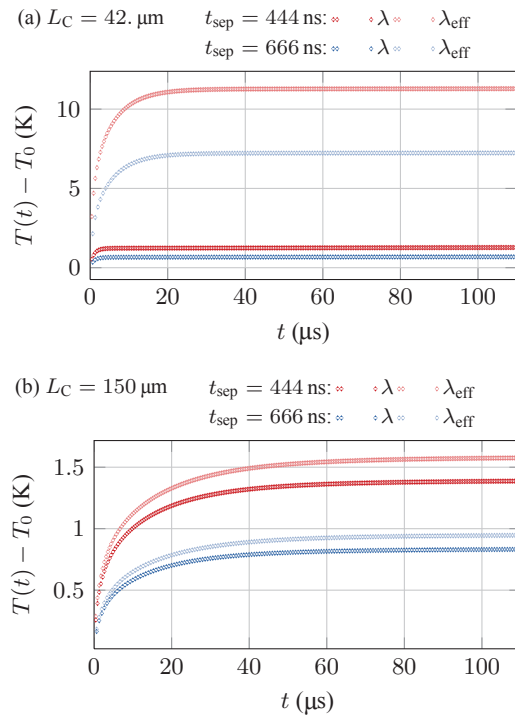 (a) L_C = 42. μm
t_sep = 444 ns: λ λ_eff
t_sep = 666 ns: λ λ_eff
T(t) − T_0 (K)
10
5
0
0 20 40 60 80 100
t (μs)
(b) L_C = 150 μm
t_sep = 444 ns: λ λ_eff
t_sep = 666 ns: λ λ_eff
T(t) − T_0 (K)
1.5
1
0.5
0 20 40 60 80 100
t (μs)